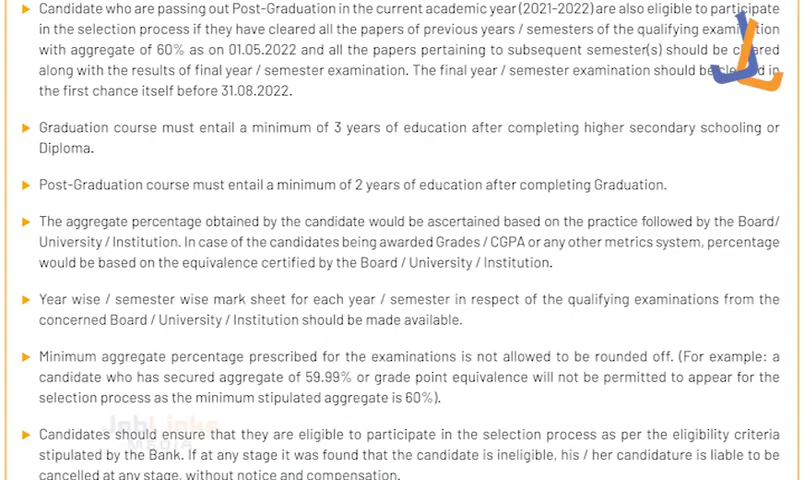 Candidate who are passing out Post-Graduation in the current academic year (2021-2022) are also eligible to participate
in the selection process if they have cleared all the papers of previous years / semesters of the qualifying examination
with aggregate of 60% as on 01.05.2022 and all the papers pertaining to subsequent semester(s) should be cleared
along with the results of final year / semester examination. The final year / semester examination should be cleared in
the first chance itself before 31.08.2022.
Graduation course must entail a minimum of 3 years of education after completing higher secondary schooling or
Diploma.
Post-Graduation course must entail a minimum of 2 years of education after completing Graduation.
The aggregate percentage obtained by the candidate would be ascertained based on the practice followed by the Board/
University / Institution. In case of the candidates being awarded Grades / CGPA or any other metrics system, percentage
would be based on the equivalence certified by the Board / University / Institution.
Year wise / semester wise mark sheet for each year / semester in respect of the qualifying examinations from the
concerned Board / University / Institution should be made available.
Minimum aggregate percentage prescribed for the examinations is not allowed to be rounded off. (For example: a
candidate who has secured aggregate of 59.99% or grade point equivalence will not be permitted to appear for the
selection process as the minimum stipulated aggregate is 60%).
JobLinks
MEDIA
Candidates should ensure that they are eligible to participate in the selection process as per the eligibility criteria
stipulated by the Bank. If at any stage it was found that the candidate is ineligible, his / her candidature is liable to be
cancelled at any stage, without notice and compensation.